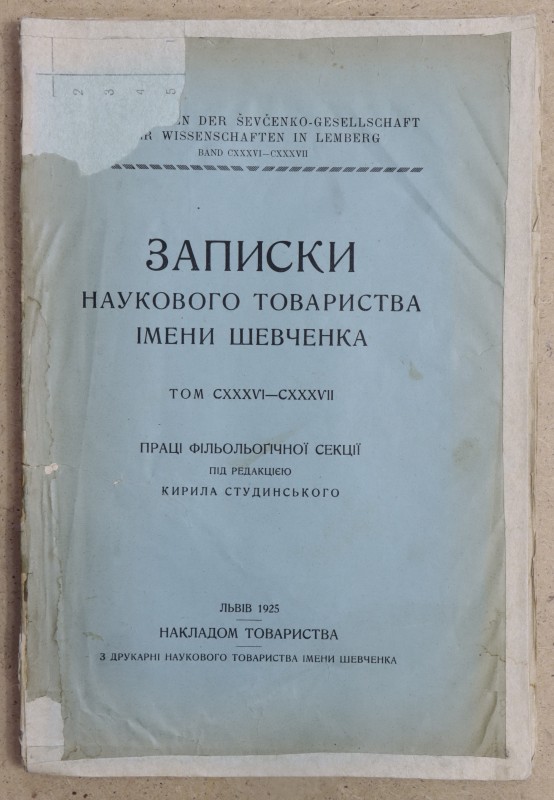 2 3 4 5
DER ŠEVČENKO-GESELLSCHAFT
WISSENSCHAFTEN IN LEMBERG
BAND CXXXVI—CXXXVII
ЗАПИСКИ
НАУКОВОГО ТОВАРИСТВА
ІМЕНИ ШЕВЧЕНКА
ТОМ CXXXVI—CXXXVII
ПРАЦІ ФІЛЬОЛЬОҐІЧНОЇ СЕКЦІЇ
ПІД РЕДАКЦІЄЮ
КИРИЛА СТУДИНСЬКОГО
ЛЬВІВ 1925
НАКЛАДОМ ТОВАРИСТВА
З ДРУКАРНІ НАУКОВОГО ТОВАРИСТВА ІМЕНИ ШЕВЧЕНКА